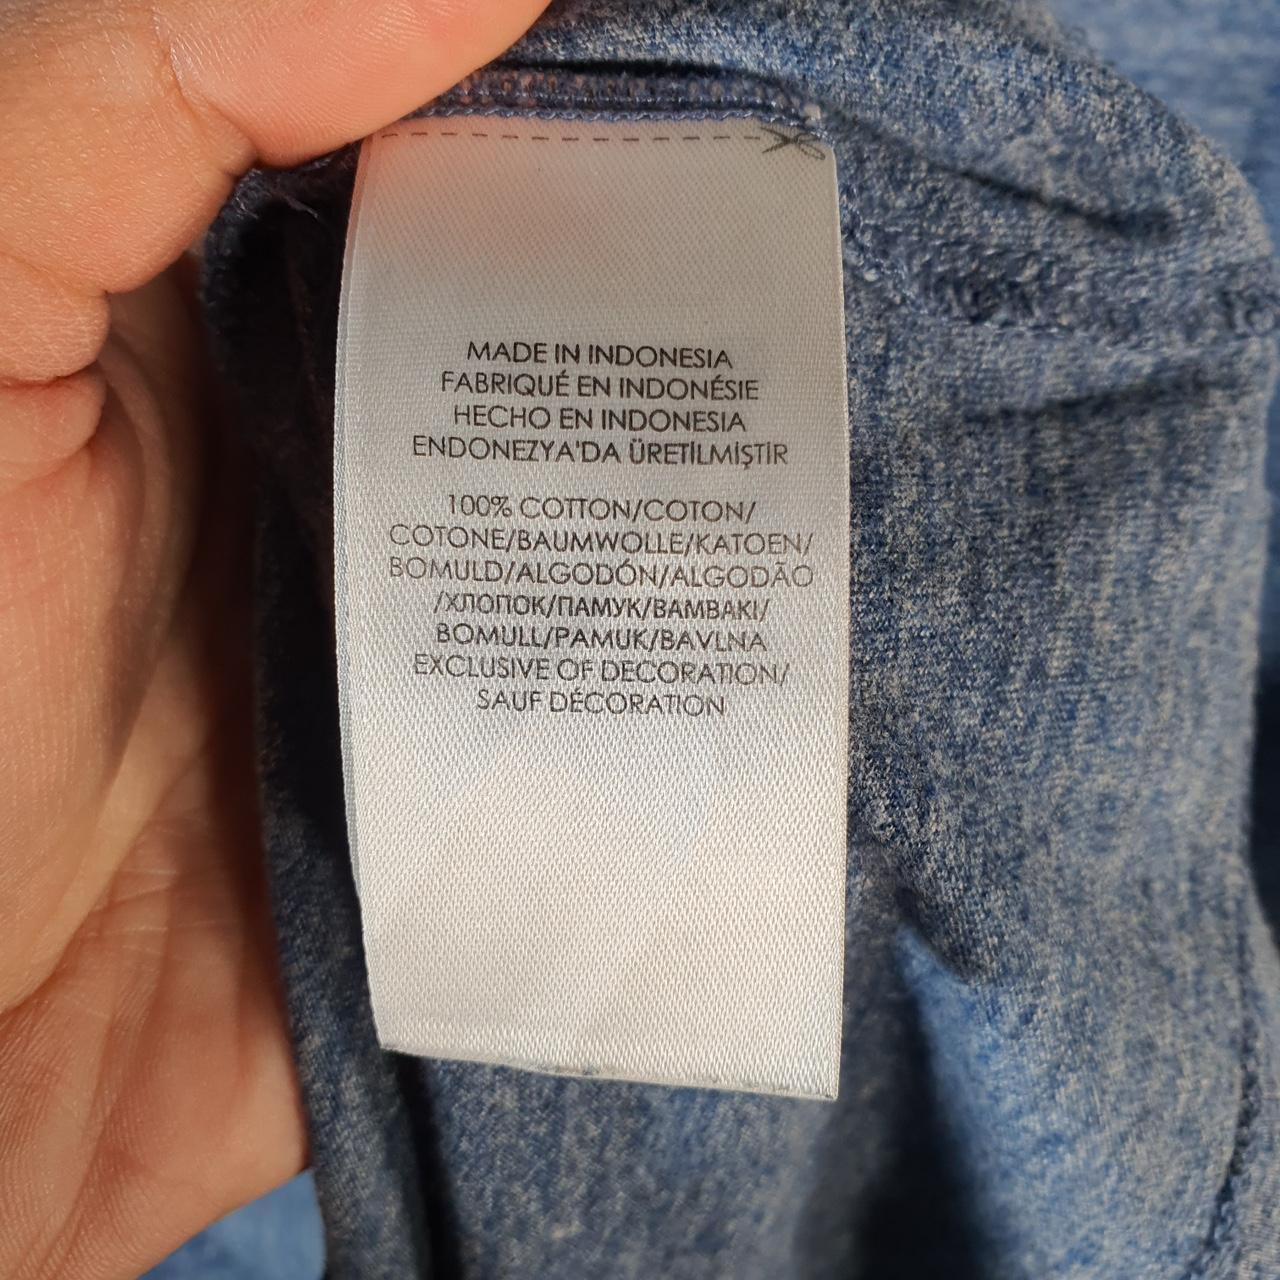 MADE IN INDONESIA
FABRIQUÉ EN INDONÉSIE
HECHO EN INDONESIA
ENDONEZYA'DA ÜRETİLMİŞTİR
100% COTTON/COTON/
COTONE/BAUMWOLLE/KATOEN/
BOMULD/ALGODÓN/ALGODÃO
/ХЛОПОК/ПАМУК/ΒΑΜΒΑΚΙ/
BOMULL/PAMUK/BAVLNA
EXCLUSIVE OF DECORATION/
SAUF DÉCORATION